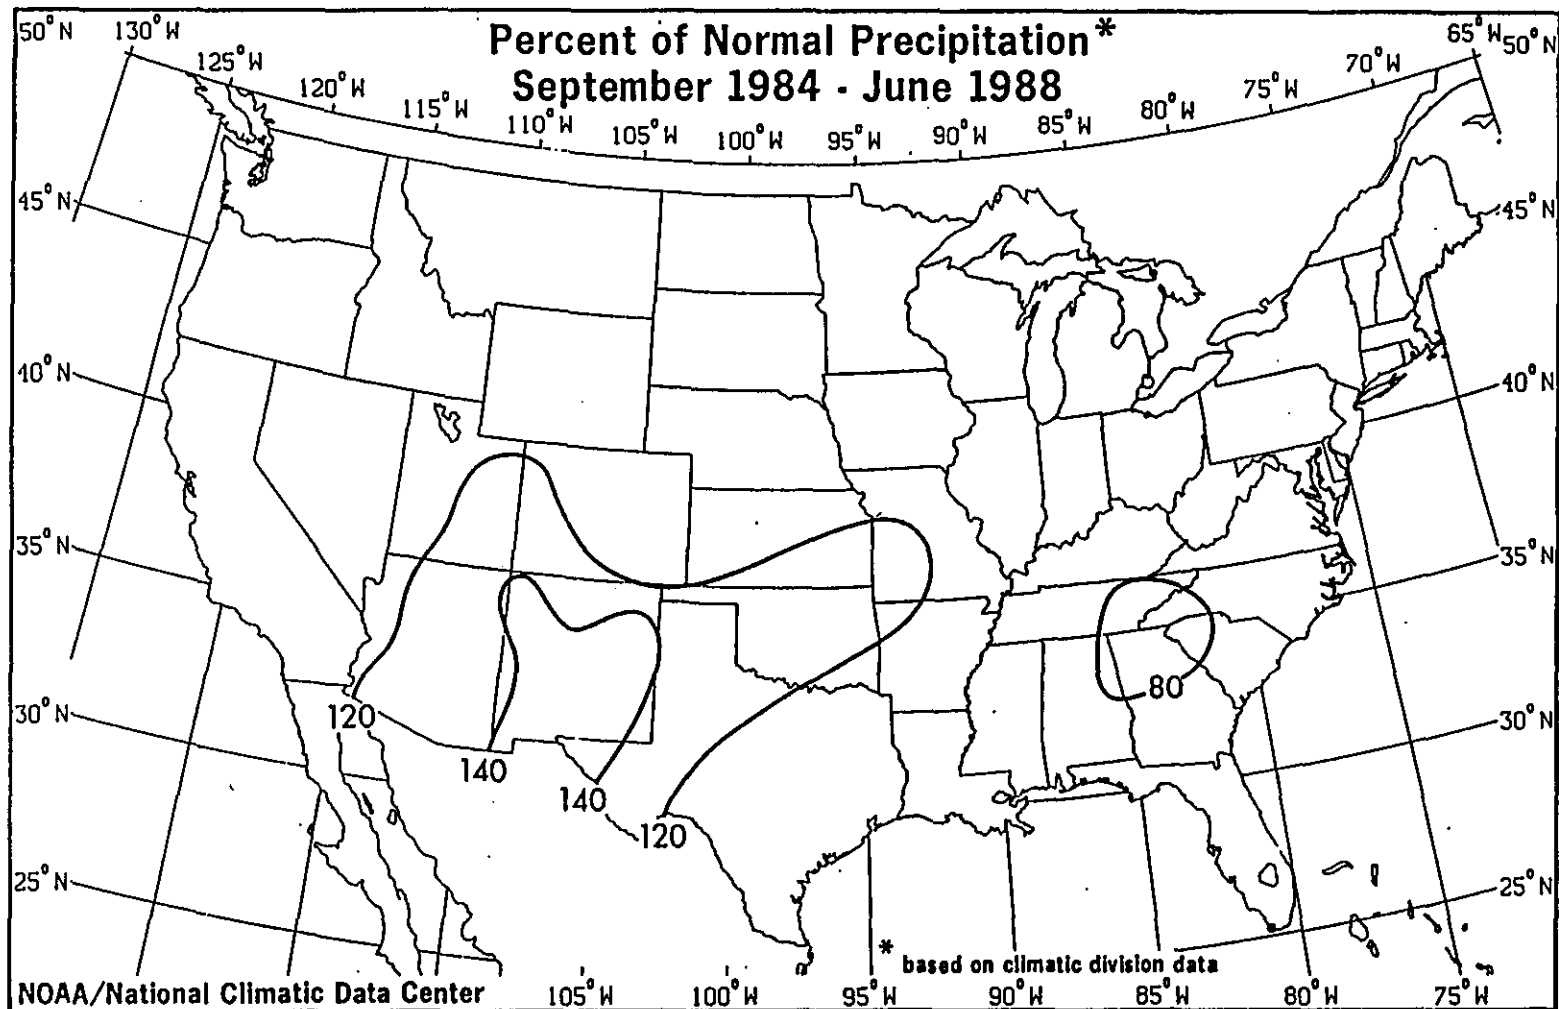 Percent of Normal Precipitation*
September 1984 - June 1988
50°N 130°W 125°W 120°W 115°W 110°W 105°W 100°W 95°W 90°W 85°W 80°W 75°W 70°W 65°W 50°N
45°N 45°N
40°N 40°N
35°N 35°N
80
30°N 120 30°N
140
140
120
25°N 25°N
* based on climatic division data
NOAA/National Climatic Data Center 105°W 100°W 95°W 90°W 85°W 80°W 75°W